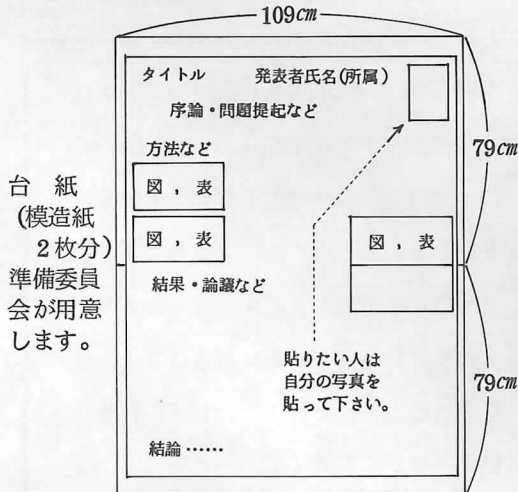 109cm
タイトル　発表者氏名(所属)
序論・問題提起など
79cm
方法など
図，表
図，表
図，表
台紙
(模造紙
2枚分)
準備委員
会が用意
します。
結果・論議など
貼りたい人は
自分の写真を
貼って下さい。
79cm
結論……